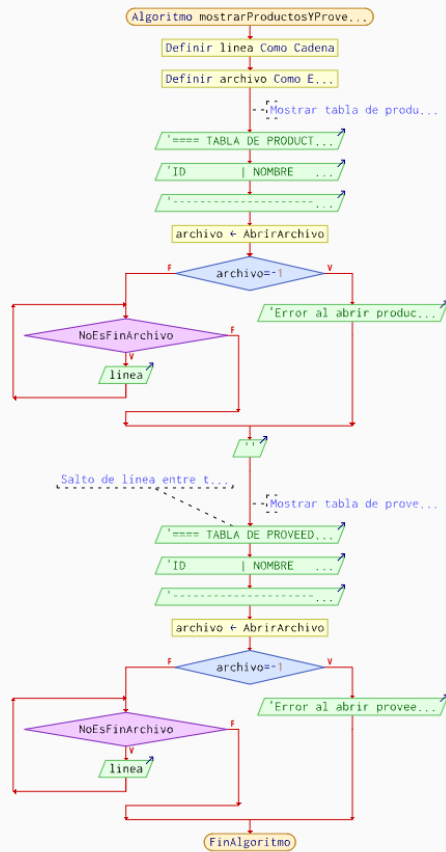 Algoritmo mostrarProductosYProve...
Definir linea Como Cadena
Definir archivo Como E...
Mostrar tabla de produ...
'==== TABLA DE PRODUCT...
'ID | NOMBRE ...
'--------------------...
archivo ← AbrirArchivo
F archivo=-1 V
'Error al abrir produc...
NoEsFinArchivo F
V
linea
''
Salto de línea entre t...
Mostrar tabla de prove...
'==== TABLA DE PROVEED...
'ID | NOMBRE ...
'--------------------...
archivo ← AbrirArchivo
F archivo=-1 V
'Error al abrir provee...
NoEsFinArchivo F
V
linea
FinAlgoritmo